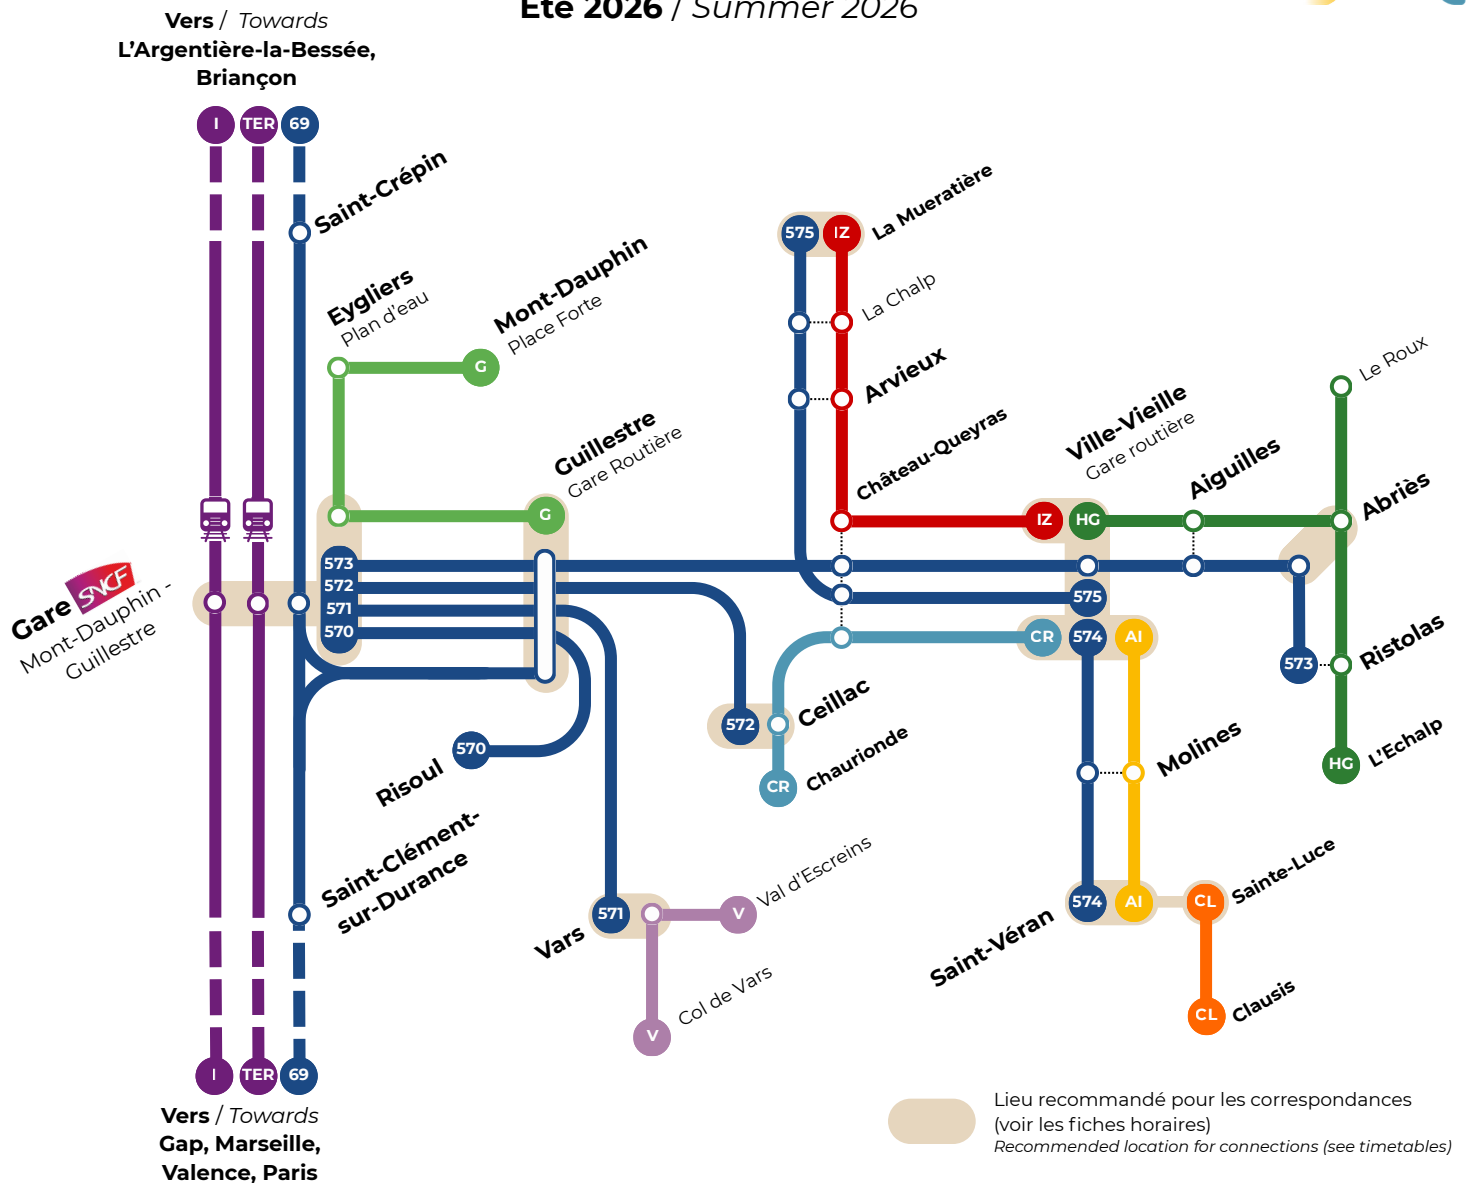 Eté 2026 / Summer 2026
Vers / Towards
L'Argentière-la-Bessée,
Briançon
I
TER
69
Saint-Crépin
Eygliers
Plan d'eau
Mont-Dauphin
Place Forte
G
Guillestre
Gare Routière
G
575
IZ
La Mueratière
La Chalp
Arvieux
Château-Queyras
Ville-Vieille
Gare routière
IZ
HG
Aiguilles
Le Roux
Abriès
Gare SNCF
Mont-Dauphin -
Guillestre
573
572
571
570
575
CR
574
AI
573
Ristolas
HG
L'Echalp
570
Risoul
572
Ceillac
CR
Chaurionde
Molines
Saint-Clément-
sur-Durance
571
Vars
V
Val d'Escreins
V
Col de Vars
574
AI
Saint-Véran
CL
Sainte-Luce
CL
Clausis
I
TER
69
Vers / Towards
Gap, Marseille,
Valence, Paris
Lieu recommandé pour les correspondances
(voir les fiches horaires)
Recommended location for connections (see timetables)